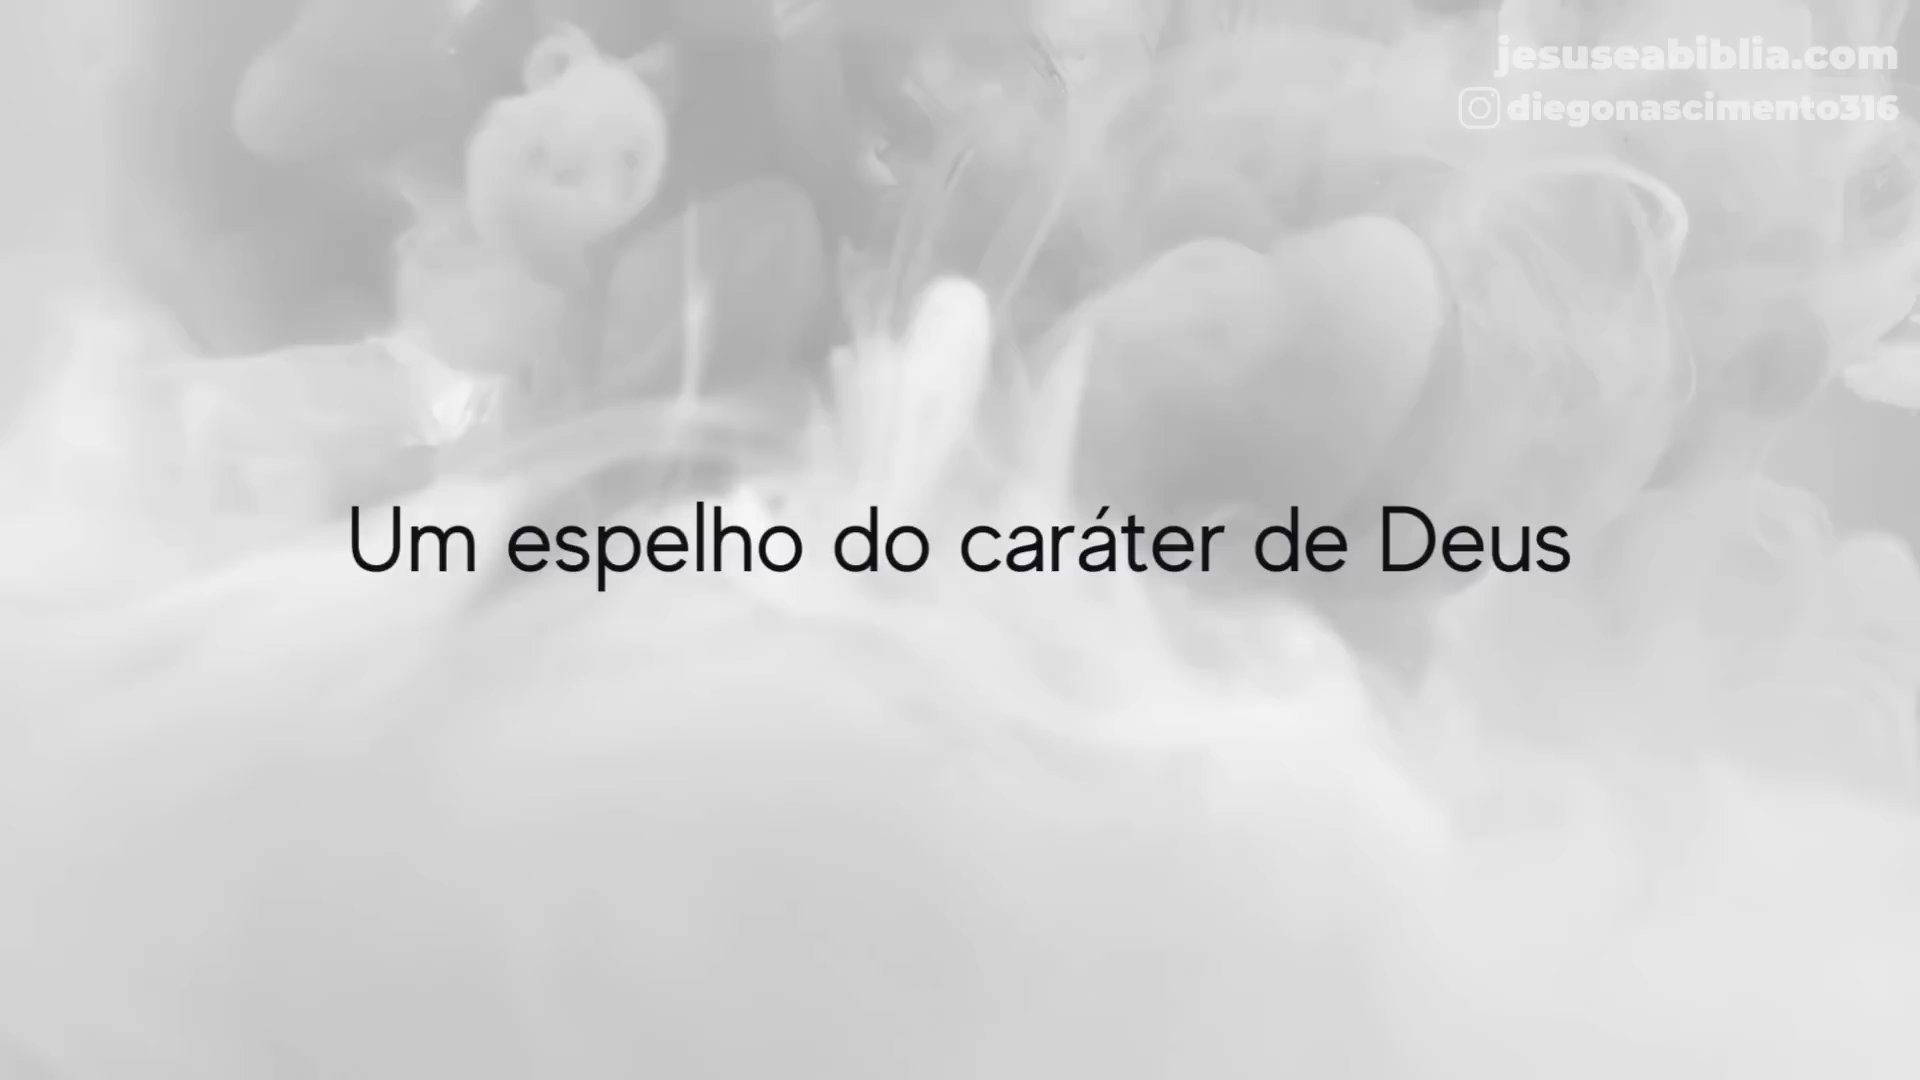 jesuseabiblia.com
diegonascimento316
Um espelho do caráter de Deus